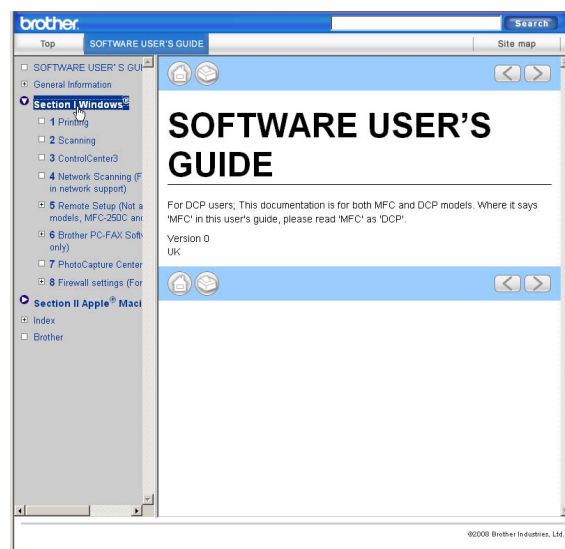 brother.
Search
Top
SOFTWARE USER'S GUIDE
Site map
SOFTWARE USER'S GUI
General Information
Section I Windows®
1 Printing
2 Scanning
3 ControlCenter3
4 Network Scanning (F
in network support)
5 Remote Setup (Not a
models, MFC-250C and
6 Brother PC-FAX Softw
only)
7 PhotoCapture Center
8 Firewall settings (For
Section II Apple® Maci
Index
Brother
SOFTWARE USER'S
GUIDE
For DCP users; This documentation is for both MFC and DCP models. Where it says
'MFC' in this user's guide, please read 'MFC' as 'DCP'.
Version 0
UK
©2008 Brother Industries, Ltd.